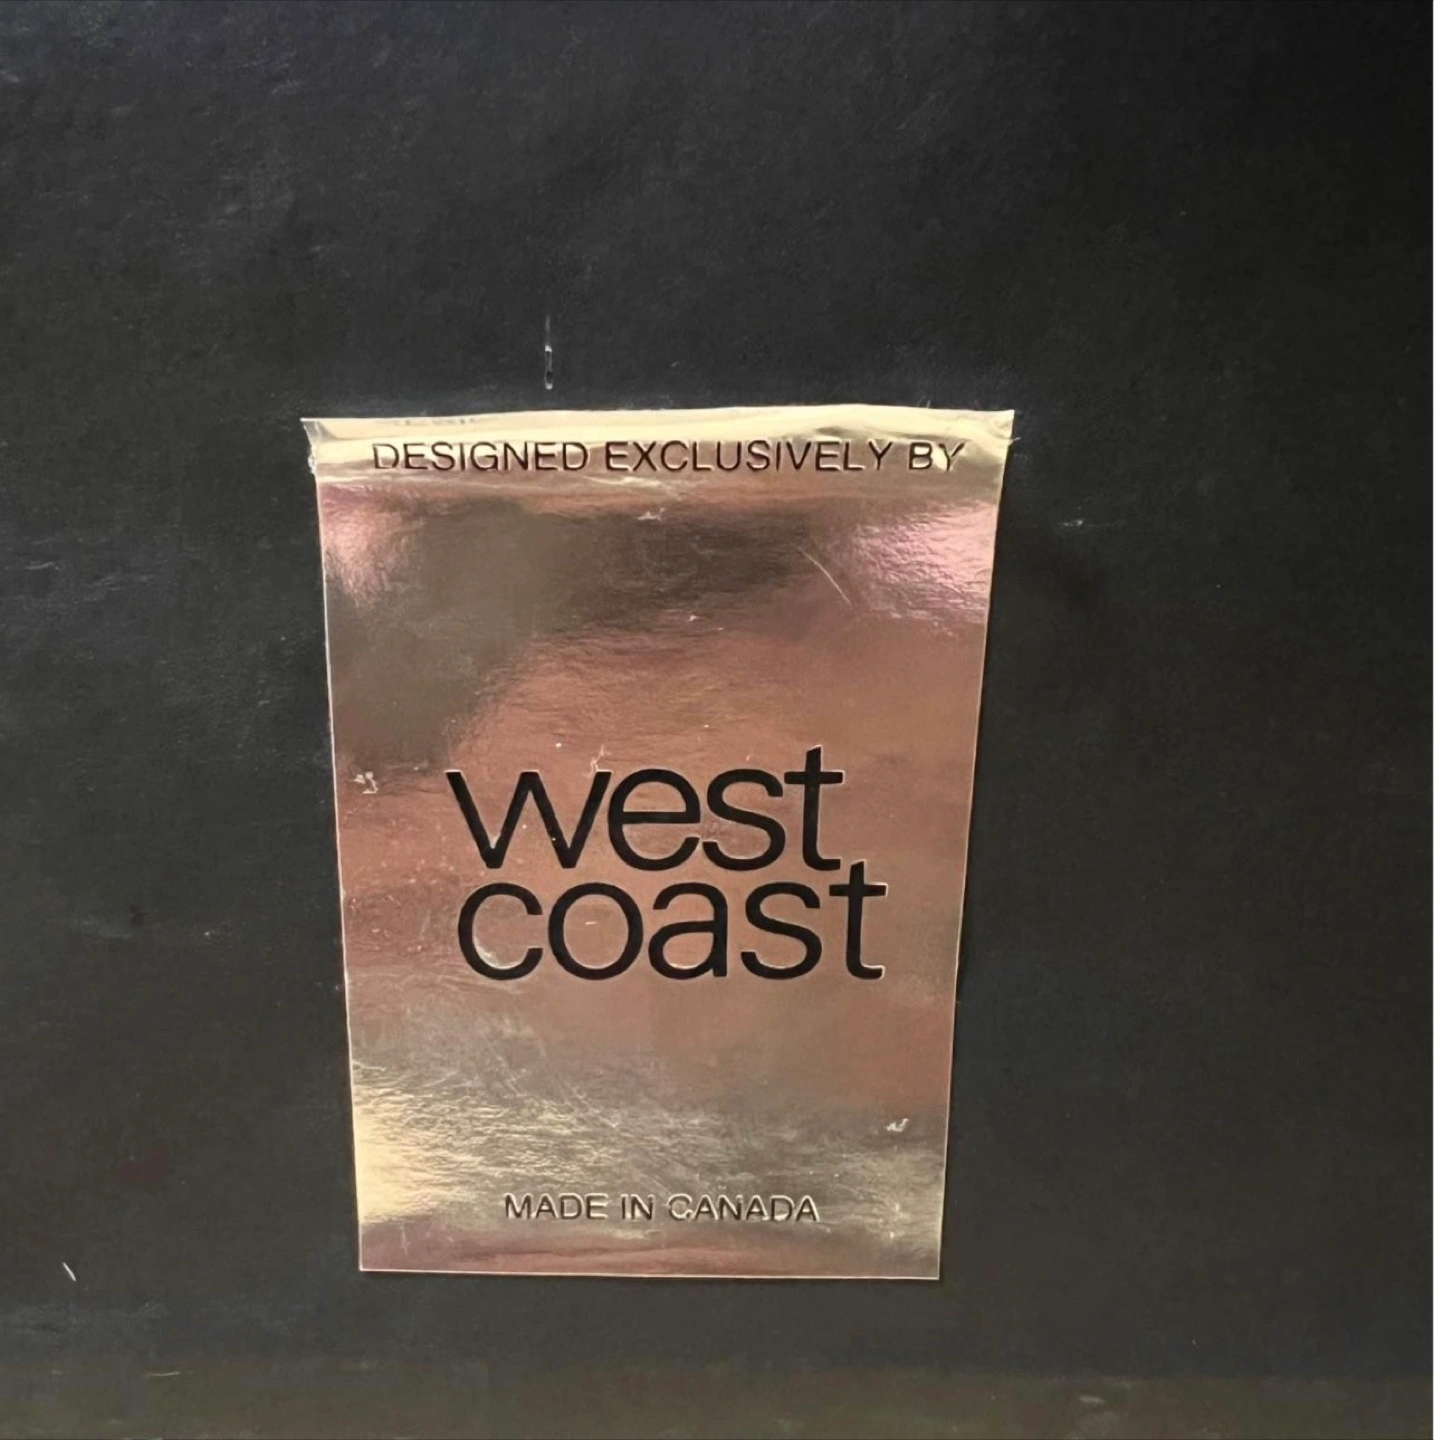 DESIGNED EXCLUSIVELY BY
west
coast
MADE IN CANADA